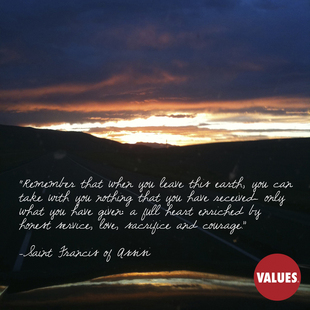 "Remember that when you leave this earth, you can
take with you nothing that you have received- only
what you have given: a full heart enriched by
honest service, love, sacrifice and courage."
-Saint Francis of Assisi
VALUES